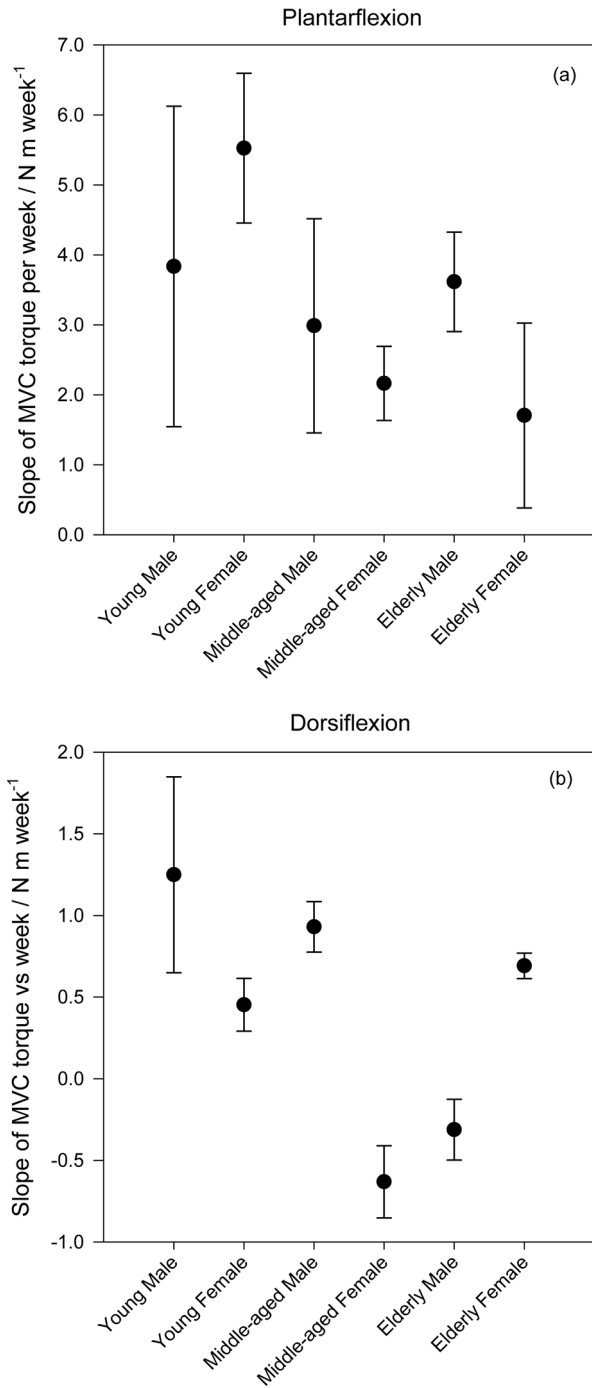 Plantarflexion
(a)
Slope of MVC torque per week / N m week⁻¹
7.0
6.0
5.0
4.0
3.0
2.0
1.0
0.0
Young Male
Young Female
Middle-aged Male
Middle-aged Female
Elderly Male
Elderly Female
Dorsiflexion
(b)
Slope of MVC torque vs week / N m week⁻¹
2.0
1.5
1.0
0.5
0.0
-0.5
-1.0
Young Male
Young Female
Middle-aged Male
Middle-aged Female
Elderly Male
Elderly Female